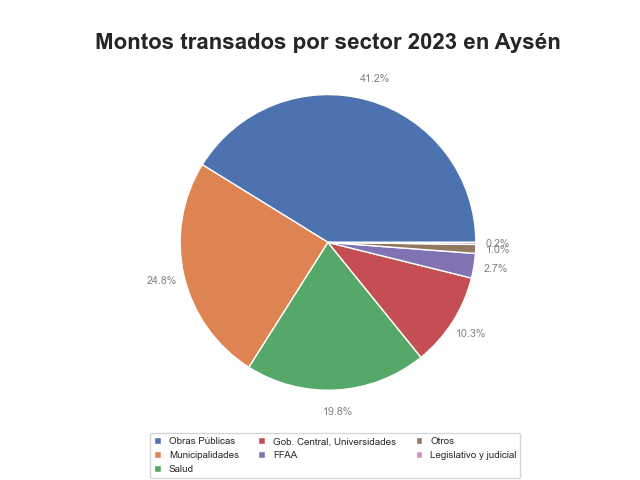 Montos transados por sector 2023 en Aysén
41.2%
24.8%
19.8%
10.3%
2.7%
1.0%
0.2%
Obras Públicas
Municipalidades
Salud
Gob. Central, Universidades
FFAA
Otros
Legislativo y judicial